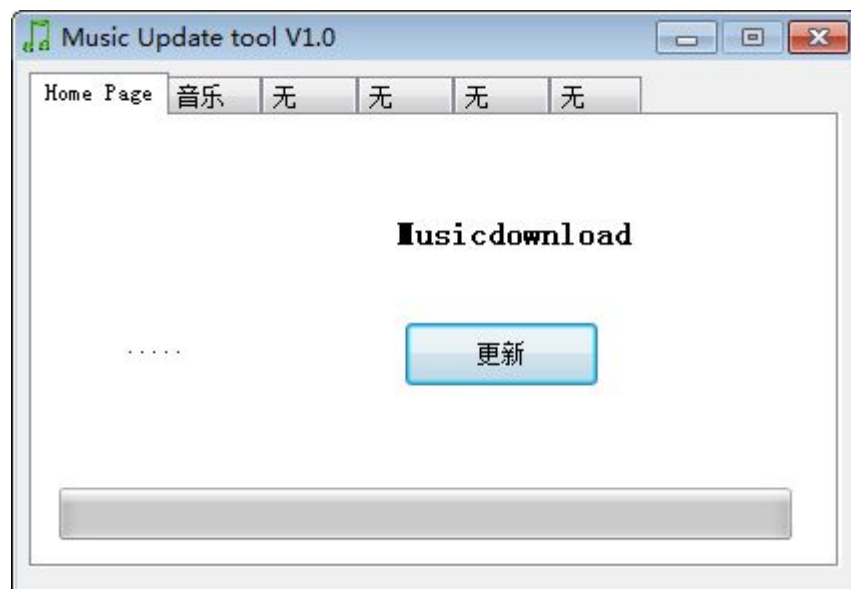 Music Update tool V1.0
Home Page 音乐 无 无 无 无
Musicdownload
..... 更新